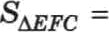 S_{\Delta EFC} =